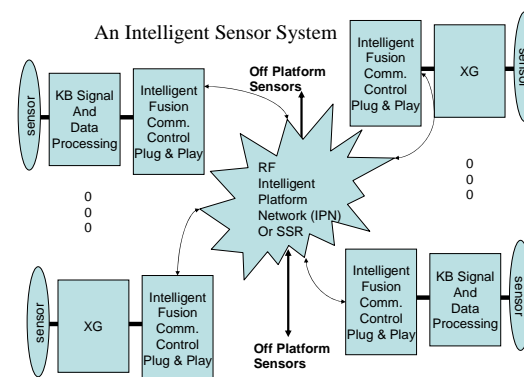 An Intelligent Sensor System
sensor
KB Signal
And
Data
Processing
Intelligent
Fusion
Comm.
Control
Plug & Play
Off Platform
Sensors
Intelligent
Fusion
Comm.
Control
Plug & Play
XG
sensor
0
0
0
RF
Intelligent
Platform
Network (IPN)
Or SSR
0
0
0
sensor
XG
Intelligent
Fusion
Comm.
Control
Plug & Play
Off Platform
Sensors
Intelligent
Fusion
Comm.
Control
Plug & Play
KB Signal
And
Data
Processing
sensor